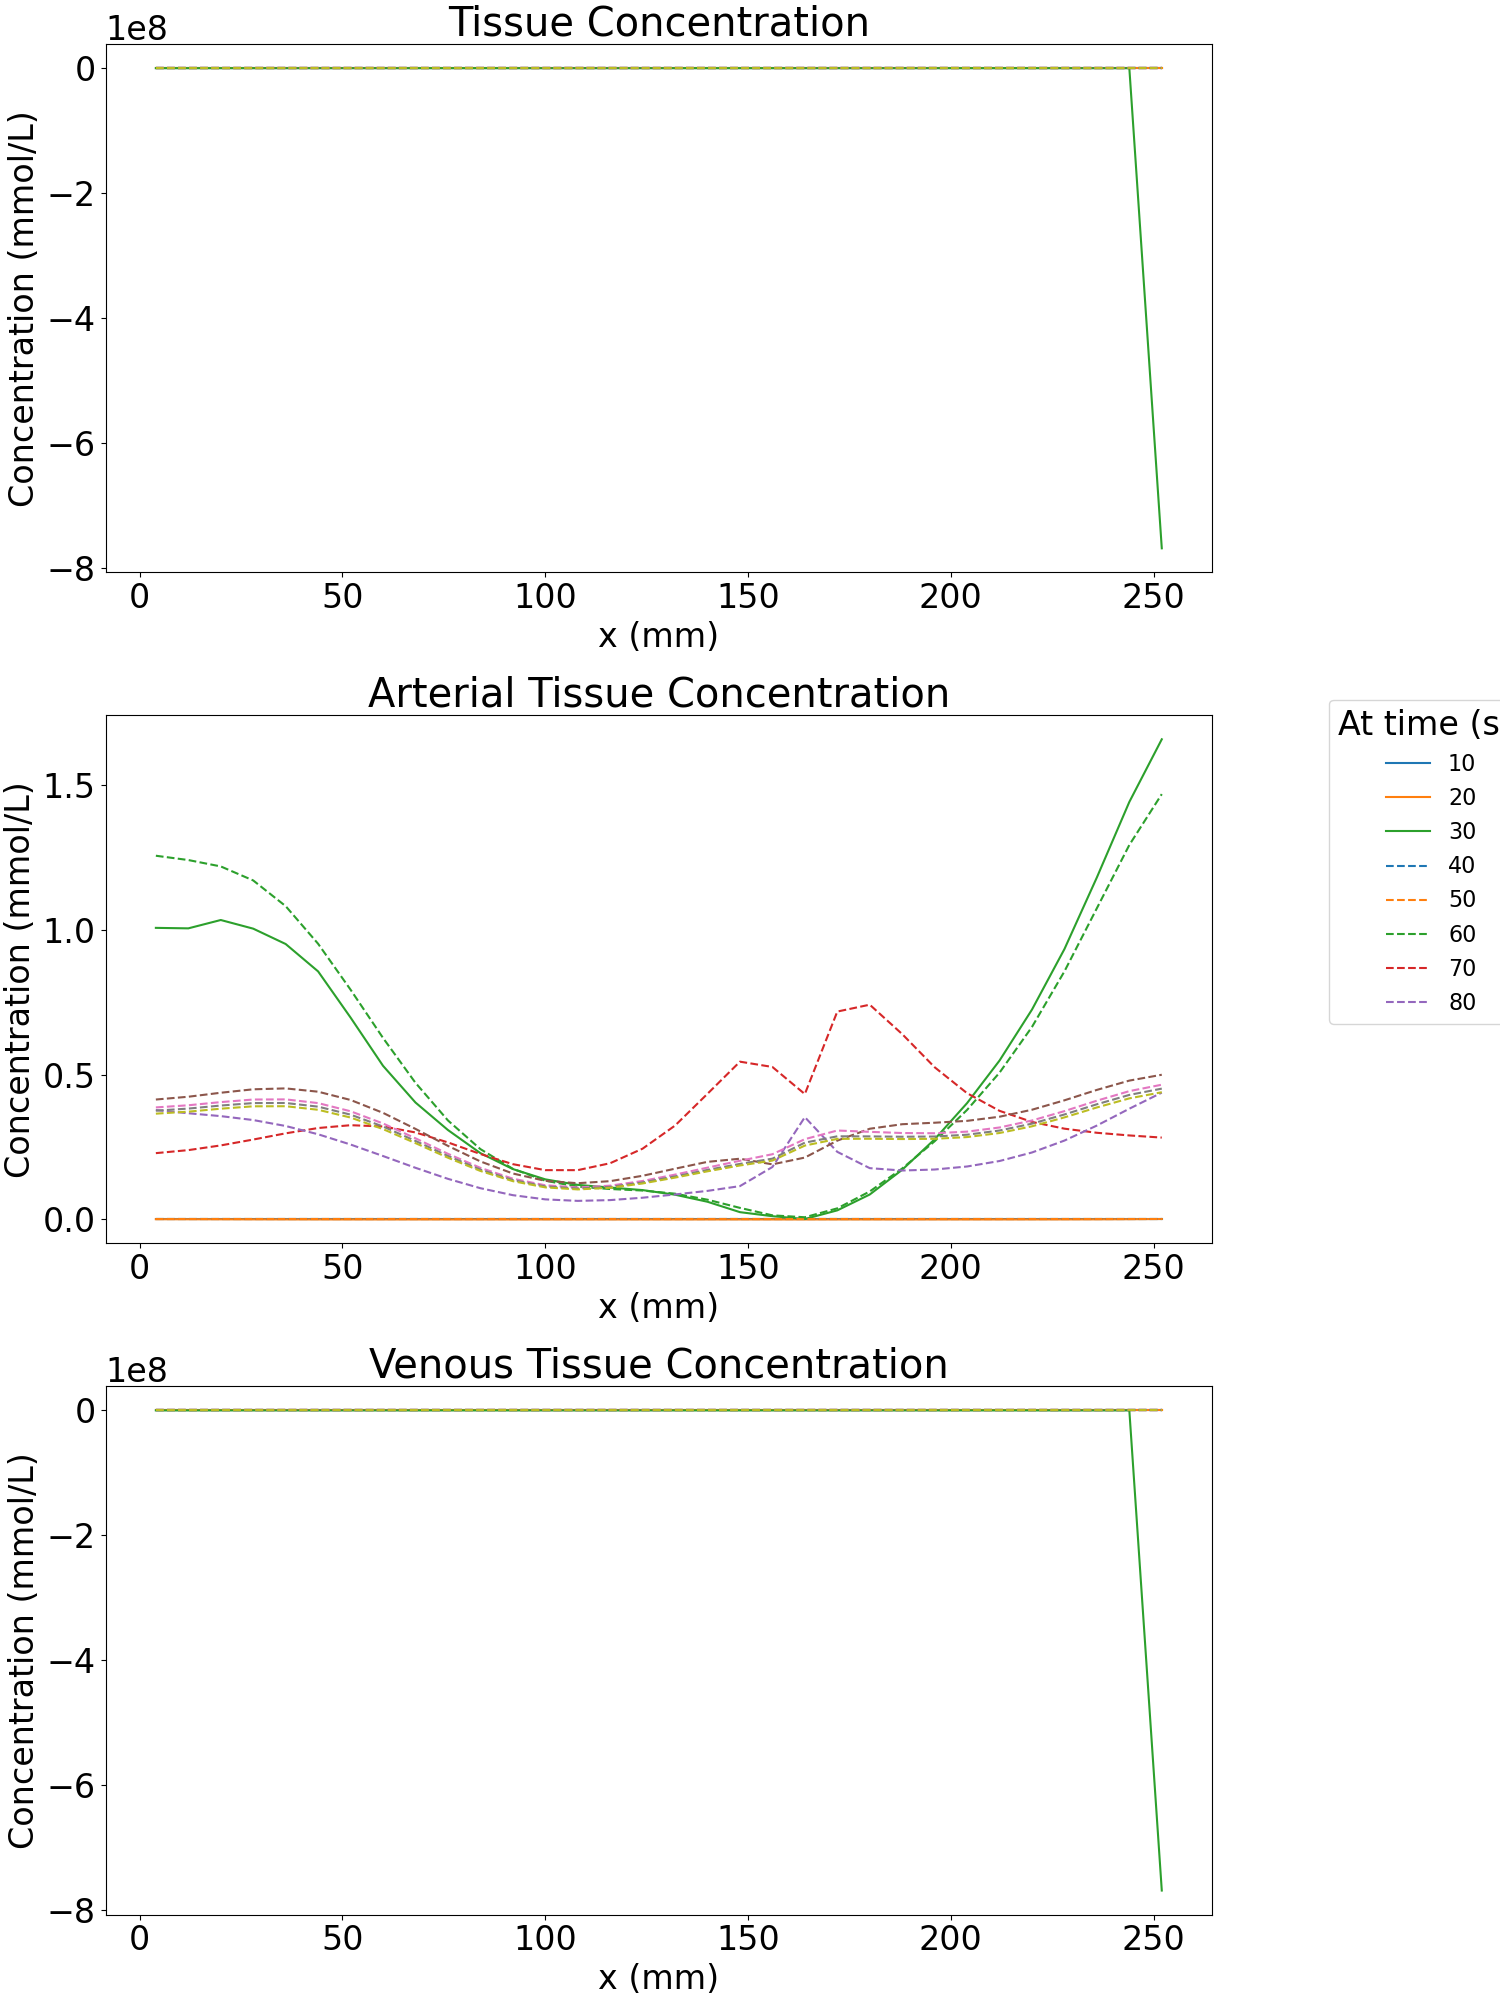 Tissue Concentration
1e8
0
−2
−4
−6
−8
Concentration (mmol/L)
0 50 100 150 200 250
x (mm)
Arterial Tissue Concentration
1.5
1.0
0.5
0.0
Concentration (mmol/L)
0 50 100 150 200 250
x (mm)
At time (s
10
20
30
40
50
60
70
80
Venous Tissue Concentration
1e8
0
−2
−4
−6
−8
Concentration (mmol/L)
0 50 100 150 200 250
x (mm)